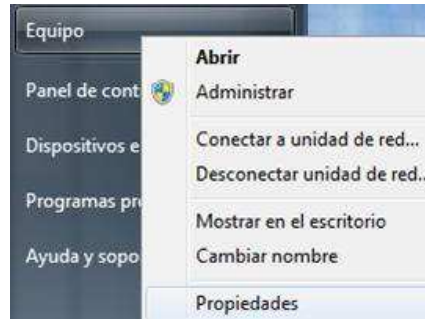 Equipo
Abrir
Panel de cont
Administrar
Dispositivos e
Conectar a unidad de red...
Desconectar unidad de red..
Programas pr
Mostrar en el escritorio
Ayuda y sopo
Cambiar nombre
Propiedades